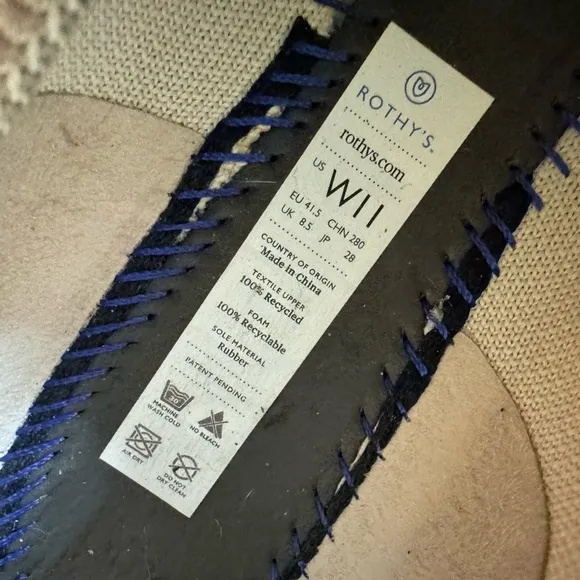 ROTHY'S
rothys.com
US W11
EU 41.5 CHN 280
UK 8.5 JP 28
COUNTRY OF ORIGIN
Made in China
TEXTILE UPPER
100% Recycled
FOAM
100% Recyclable
SOLE MATERIAL
Rubber
PATENT PENDING
30
MACHINE
WASH COLD
NO BLEACH
AIR DRY
DO NOT
DRY CLEAN